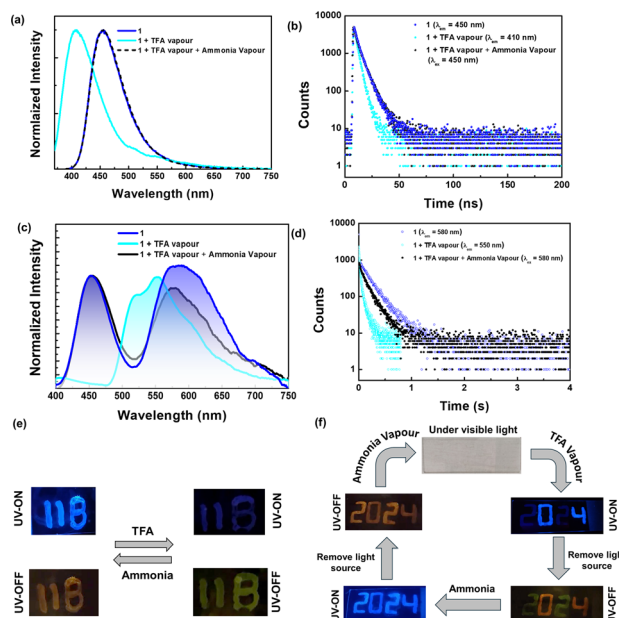 (a)
Normlaized Intensity
1
1 + TFA vapour
1 + TFA vapour + Ammonia Vapour
400 450 500 550 600 650 700 750
Wavelength (nm)
(b)
Counts
10000
1000
100
10
1
1 (λem = 450 nm)
1 + TFA vapour (λem = 410 nm)
1 + TFA vapour + Ammonia Vapour
(λex = 450 nm)
0 50 100 150 200
Time (ns)
(c)
Normalized Intensity
1
1 + TFA vapour
1 + TFA vapour + Ammonia Vapour
400 450 500 550 600 650 700 750
Wavelength (nm)
(d)
Counts
10000
1000
100
10
1
1 (λem = 580 nm)
1 + TFA vapour (λem = 550 nm)
1 + TFA vapour + Ammonia Vapour (λex = 580 nm)
0 1 2 3 4
Time (s)
(e)
UV-ON
118
TFA
Ammonia
118
UV-ON
UV-OFF
118
118
UV-OFF
(f)
Under visible light
Ammonia Vapour
TFA Vapour
UV-OFF
2024
2024
UV-ON
Remove light
source
Remove light
source
UV-ON
2024
Ammonia
2024
UV-OFF